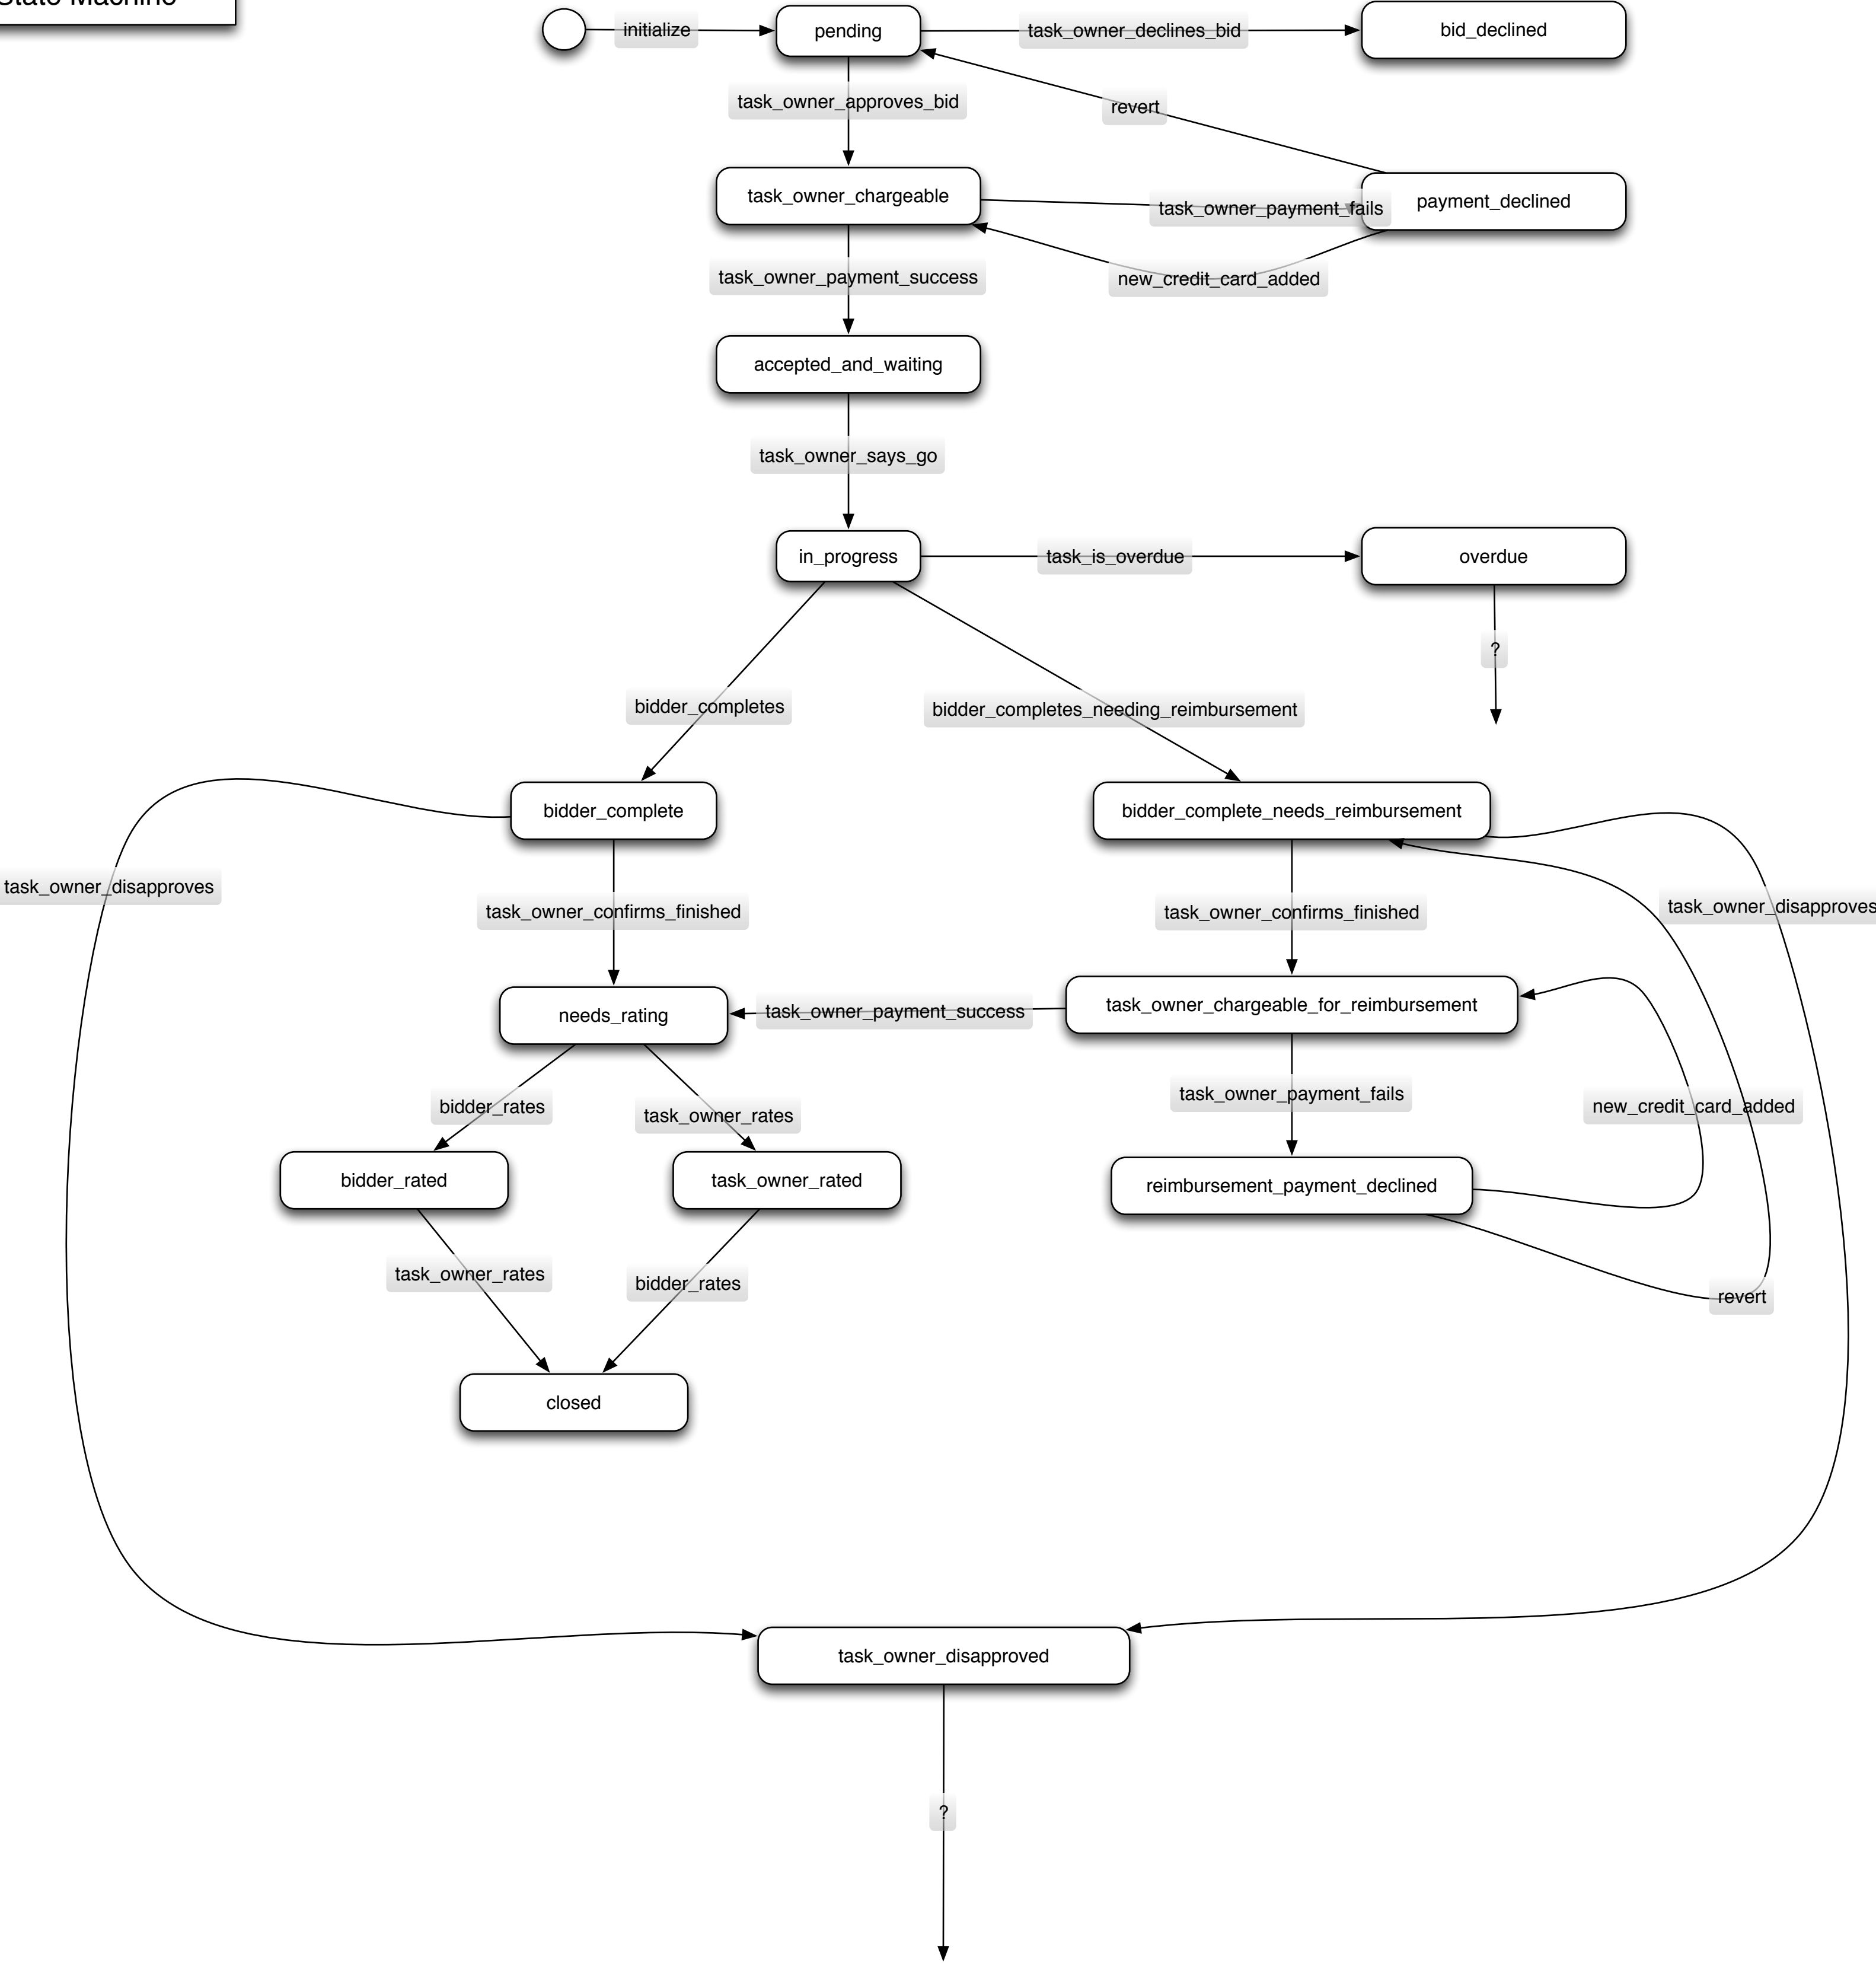 State Machine
initialize
pending
task_owner_declines_bid
bid_declined
task_owner_approves_bid
revert
task_owner_chargeable
task_owner_payment_fails
payment_declined
task_owner_payment_success
new_credit_card_added
accepted_and_waiting
task_owner_says_go
in_progress
task_is_overdue
overdue
?
bidder_completes
bidder_completes_needing_reimbursement
bidder_complete
bidder_complete_needs_reimbursement
task_owner_disapproves
task_owner_confirms_finished
task_owner_confirms_finished
task_owner_disapproves
needs_rating
task_owner_payment_success
task_owner_chargeable_for_reimbursement
bidder_rates
task_owner_rates
task_owner_payment_fails
new_credit_card_added
bidder_rated
task_owner_rated
reimbursement_payment_declined
task_owner_rates
bidder_rates
revert
closed
task_owner_disapproved
?